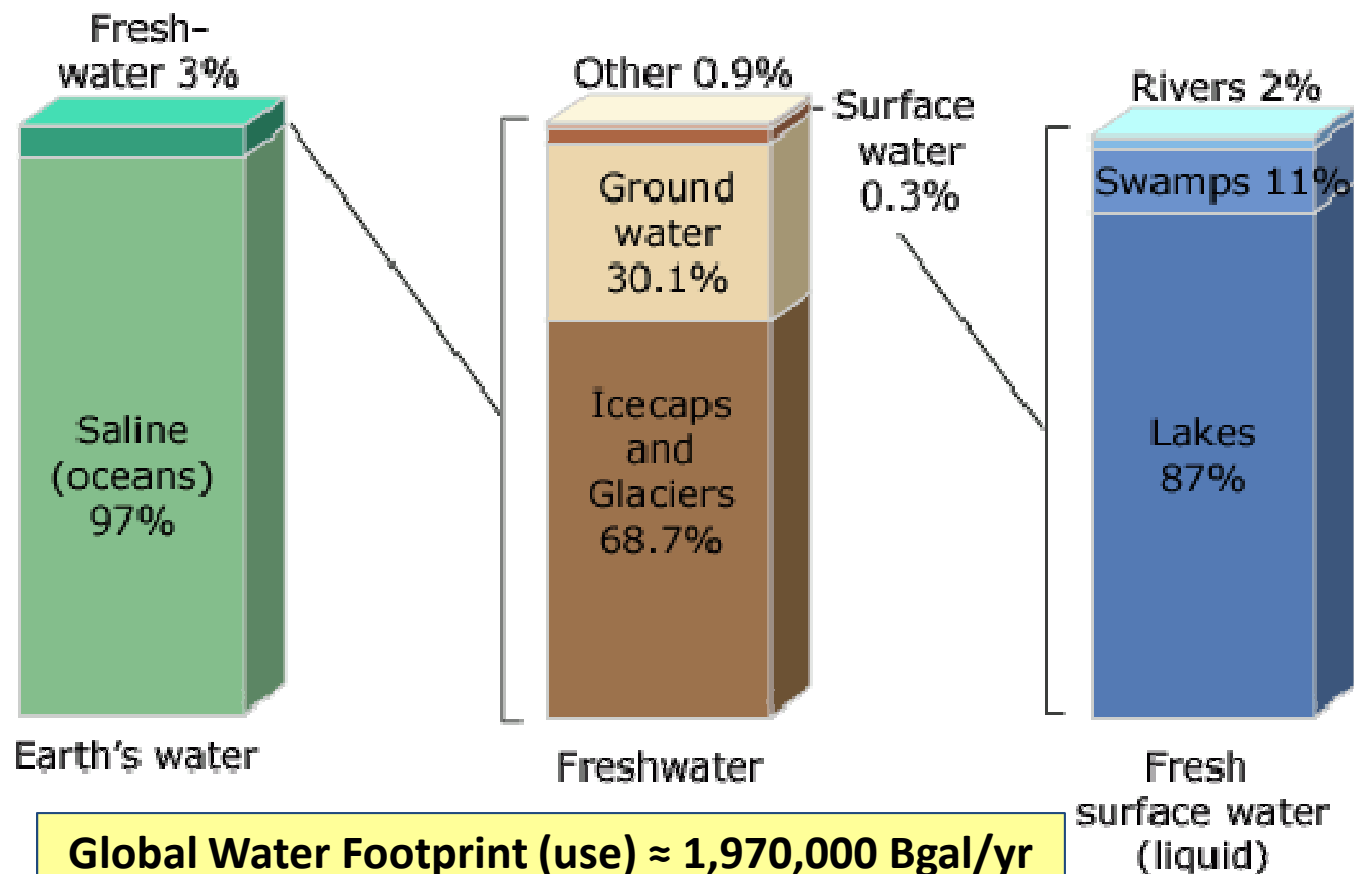 Fresh-
water 3%
Saline
(oceans)
97%
Earth's water
Other 0.9%
Surface
water
0.3%
Ground
water
30.1%
Icecaps
and
Glaciers
68.7%
Freshwater
Rivers 2%
Swamps 11%
Lakes
87%
Fresh
surface water
(liquid)
Global Water Footprint (use) ≈ 1,970,000 Bgal/yr